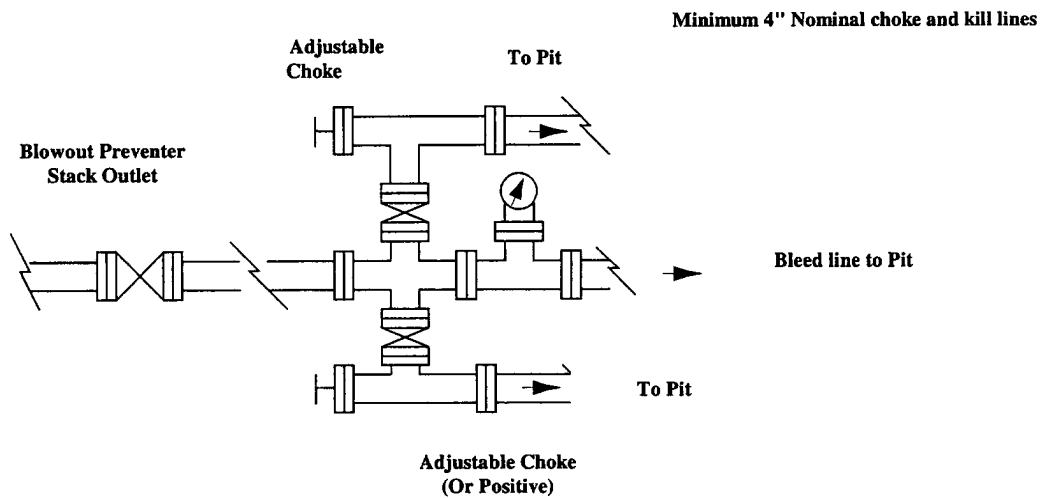 Minimum 4" Nominal choke and kill lines
Adjustable
Choke
To Pit
Blowout Preventer
Stack Outlet
Bleed line to Pit
To Pit
Adjustable Choke
(Or Positive)